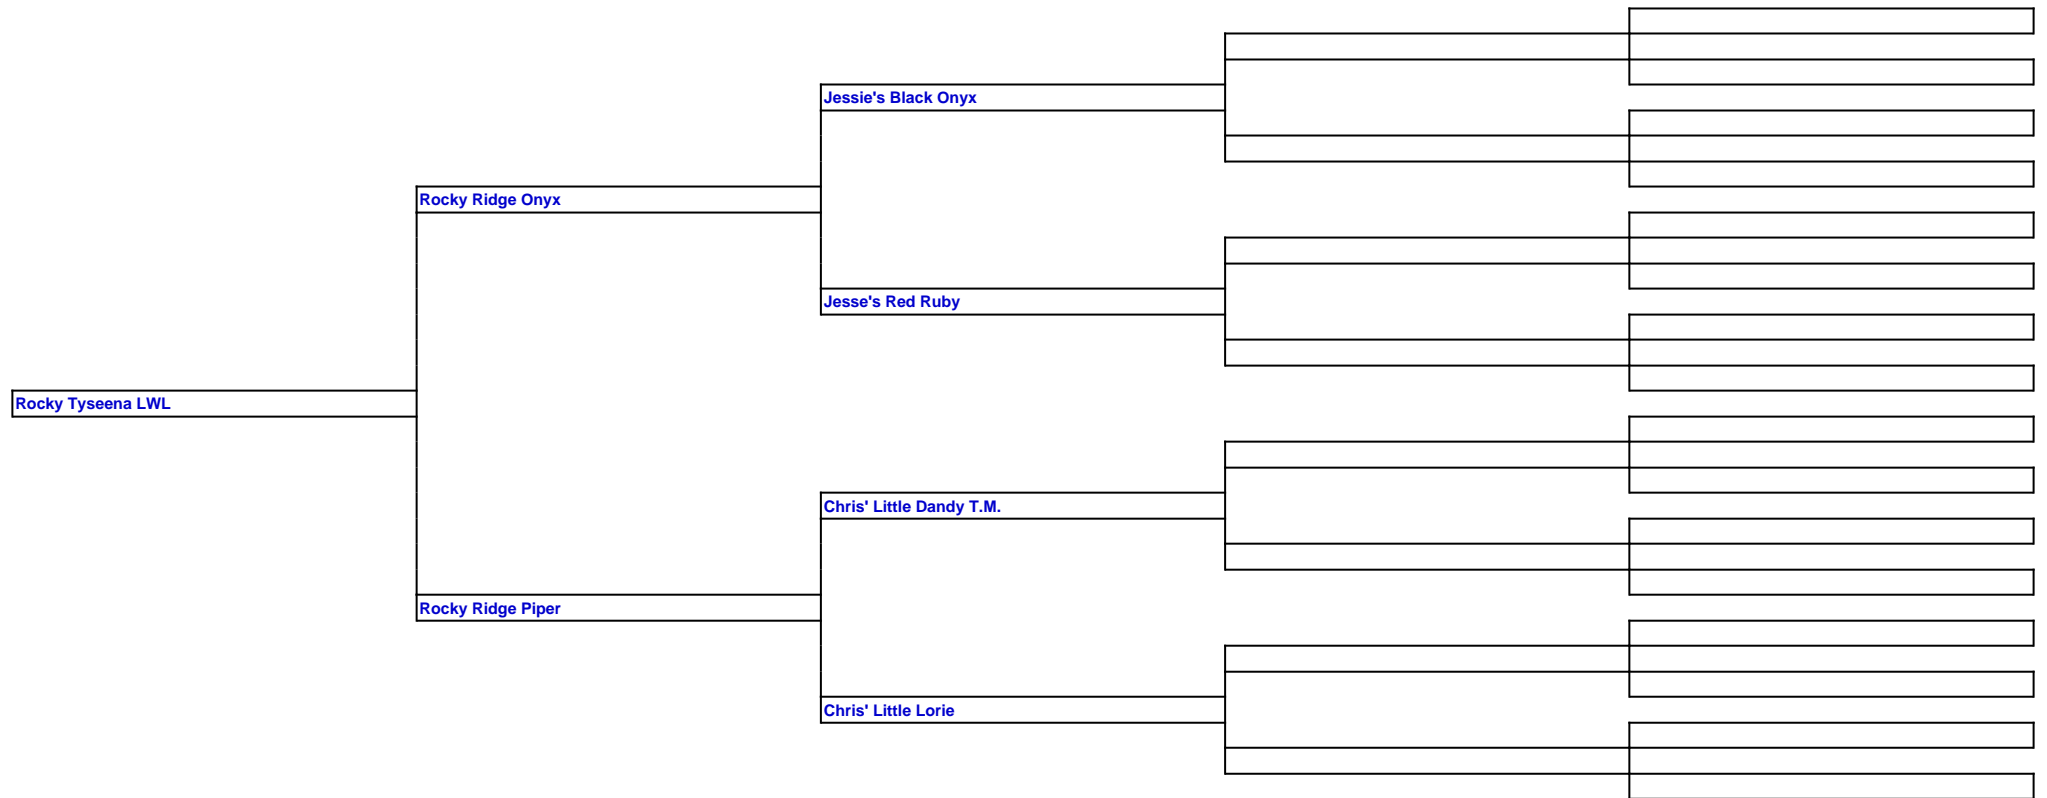 Jessie's Black Onyx
Rocky Ridge Onyx
Jesse's Red Ruby
Rocky Tyseena LWL
Chris' Little Dandy T.M.
Rocky Ridge Piper
Chris' Little Lorie